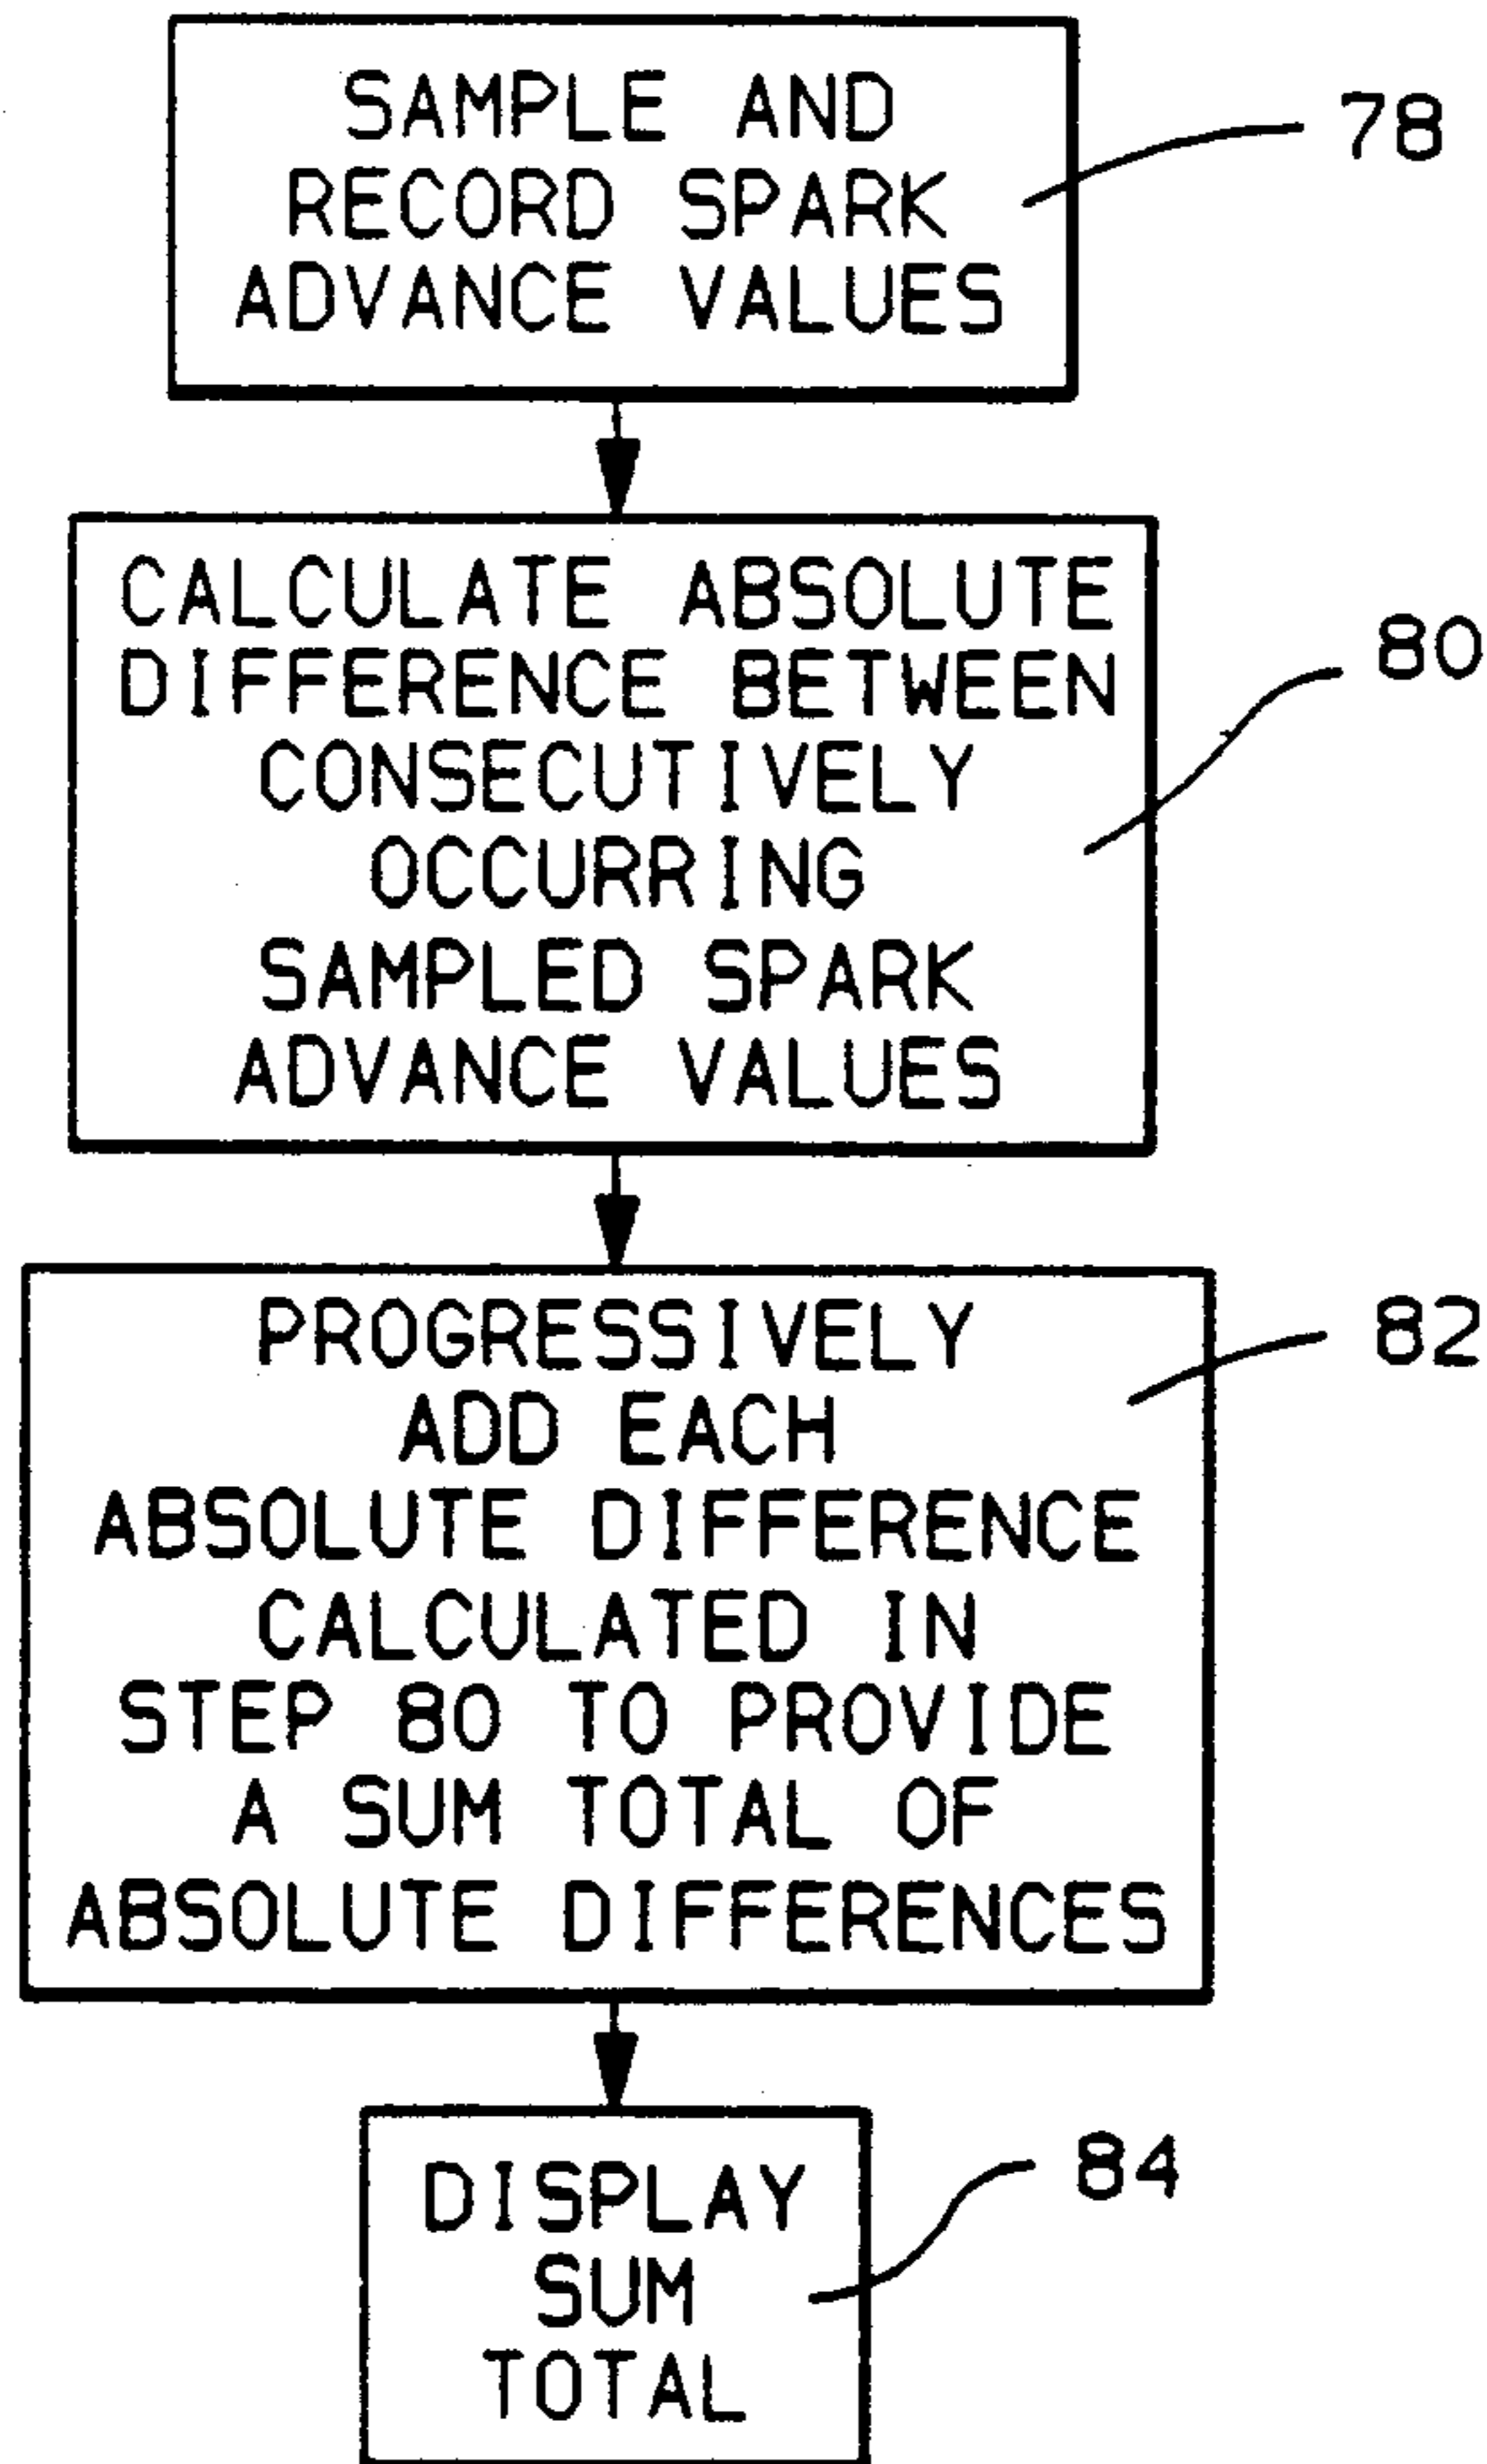 SAMPLE AND
RECORD SPARK
ADVANCE VALUES
78
CALCULATE ABSOLUTE
DIFFERENCE BETWEEN
CONSECUTIVELY
OCCURRING
SAMPLED SPARK
ADVANCE VALUES
80
PROGRESSIVELY
ADD EACH
ABSOLUTE DIFFERENCE
CALCULATED IN
STEP 80 TO PROVIDE
A SUM TOTAL OF
ABSOLUTE DIFFERENCES
82
DISPLAY
SUM
TOTAL
84